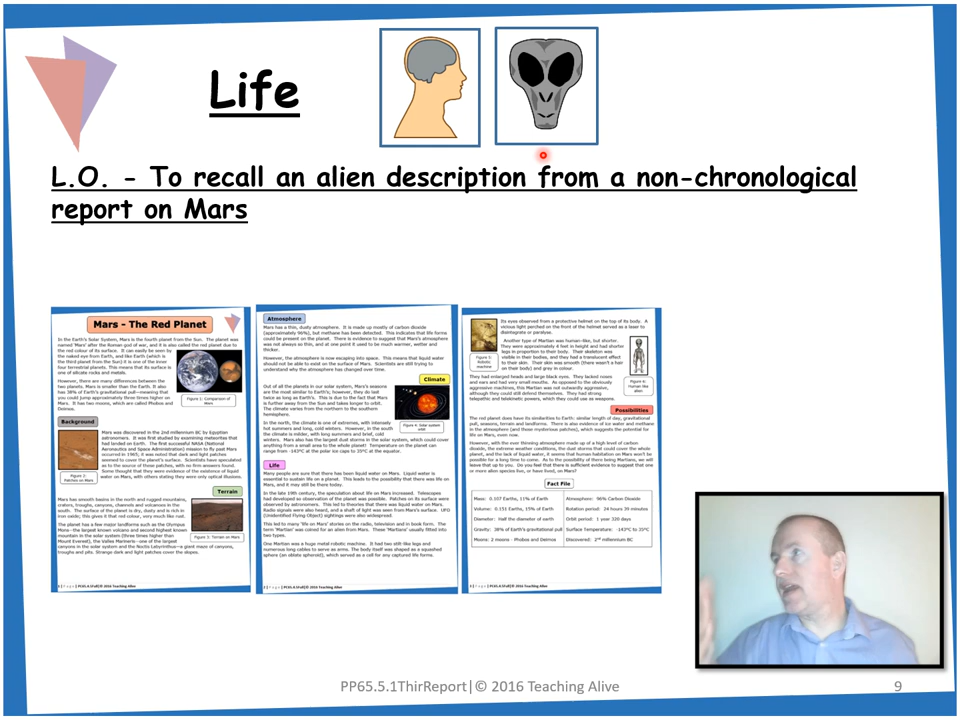 Life
L.O. - To recall an alien description from a non-chronological
report on Mars
Mars - The Red Planet
In the Earth's Solar System, Mars is the fourth planet from the Sun. The planet was
named 'Mars' after the Roman god of war, and it is also called the red planet due to
the red colour of its surface. It can easily be seen by
the naked eye from Earth, and like Earth (which is
the third planet from the Sun) it is one of the inner
four terrestrial planets. This means that its surface is
one of silicate rocks and metals.
However, there are many differences between the
two planets. Mars is smaller than the Earth. It also
has 38% of Earth's gravitational pull—meaning that
you could jump approximately three times higher on
Mars. It has two moons, which are called Phobos and
Deimos.
Figure 1: Comparison of
Mars
Background
Mars was discovered in the 2nd millennium BC by Egyptian
astronomers. It was first studied by examining meteorites that
had landed on Earth. The first successful NASA (National
Aeronautics and Space Administration) mission to fly past Mars
occurred in 1965, it was noted that dark and light patches
seemed to cover the planet's surface. Scientists have speculated
as to the source of those patches, with no firm answers found.
Some thought that they were evidence of the existence of liquid
water on Mars, with others stating they were only optical illusions.
Figure 2:
Patches on Mars
Terrain
Mars has smooth basins in the north and rugged mountains,
craters, troughs, canyons, channels and volcanoes in the
south. The surface of the planet is dry, dusty and is rich in
iron oxide; this gives it that red colour, very much like rust.
The planet has a few major landforms such as the Olympus
Mons—the largest known volcano and second highest known
mountain in the solar system (three times higher than
Mount Everest), the Valles Marineris—one of the largest
canyons in the solar system and the Noctis Labyrinthus—a giant maze of canyons,
troughs and pits. Strange dark and light patches cover the slopes.
Figure 3: Terrain on Mars
Atmosphere
Mars has a thin, dusty atmosphere. It is made up mostly of carbon dioxide
(approximately 96%), but methane has been detected. This indicates that life forms
could be present on the planet. There is evidence to suggest that Mars's atmosphere
was not always so thin, and at one point it used to be much warmer, wetter and
thicker.
However, the atmosphere is now escaping into space. This means that liquid water
should not be able to exist on the surface of Mars. Scientists are still trying to
understand why the atmosphere has changed over time.
Climate
Out of all the planets in our solar system, Mars's seasons
are the most similar to Earth's; however, they do last
twice as long as Earth's. This is due to the fact that Mars
is further away from the Sun and takes longer to orbit.
The climate varies from the northern to the southern
hemisphere.
In the north, the climate is one of extremes, with intensely
hot summers and long, cold winters. However, in the south
the climate is milder, with long summers and brief, cold
winters. Mars also has the largest dust storms in the solar system, which could cover
anything from a small area to the whole planet! Temperature on the planet can
range from -143°C at the polar ice caps to 35°C at the equator.
Figure 4: Solar system
orbit
Life
Many people are sure that there has been liquid water on Mars. Liquid water is
essential to sustain life on a planet. This leads to the possibility that there was life on
Mars, and it may still be there today.
In the late 19th century, the speculation about life on Mars increased. Telescopes
had developed so observation of the planet was possible. Patches on its surface were
observed by astronomers. This led to theories that there was liquid water on Mars.
Radio signals were also heard, and a shaft of light was seen from Mars's surface. UFO
(Unidentified Flying Object) sightings were also widespread.
This led to many 'life on Mars' stories on the radio, television and in book form. The
term 'Martian' was coined for an alien from Mars. These 'Martians' usually fitted into
two types.
One Martian was a huge metal robotic machine. It had two stilt-like legs and
numerous long cables to serve as arms. The body itself was shaped as a squashed
sphere (an oblate spheroid), which served as a cell for any captured life forms.
Its eyes observed from a protective helmet on the top of its body. A
vicious light perched on the front of the helmet served as a laser to
disintegrate or paralyze.
Another type of Martian was human-like, but shorter.
They were approximately 4 feet in height and had shorter
legs in proportion to their body. Their skeleton was
visible in their bodies, and they had a translucent affect
to their skin. Their skin was smooth (there wasn't a hair
on their body) and grey in colour.
Figure 5:
Robotic
machine
They had enlarged heads and large black eyes. They lacked noses
and ears and had very small mouths. As opposed to the obviously
aggressive machines, this Martian was not outwardly aggressive,
although they could still defend themselves. They had strong
telepathic and telekinetic powers, which they could use as weapons.
Figure 6:
Human like
alien
Possibilities
The red planet does have its similarities to Earth: similar length of day, gravitational
pull, seasons, terrain and landforms. There is also evidence of ice water and methane
in the atmosphere (and those mysterious patches), which suggests the potential for
life on Mars, even now.
However, with the ever thinning atmosphere made up of a high level of carbon
dioxide, the extreme weather conditions, the dust storms that could cover the whole
planet, and the lack of liquid water, it seems that human habitation on Mars won't be
possible for a long time to come. As to the possibility of there being Martians, we will
leave that up to you. Do you feel that there is sufficient evidence to suggest that one
or more alien species live, or have lived, on Mars?
Fact File
Mass: 0.107 Earths, 11% of Earth
Atmosphere: 96% Carbon Dioxide
Volume: 0.151 Earths, 15% of Earth
Rotation period: 24 hours 39 minutes
Diameter: Half the diameter of earth
Orbit period: 1 year 320 days
Gravity: 38% of Earth's gravitational pull
Surface Temperature: -143°C to 35°C
Moons: 2 moons - Phobos and Deimos
Discovered: 2nd millennium BC
PP65.5.1ThirReport|© 2016 Teaching Alive
9